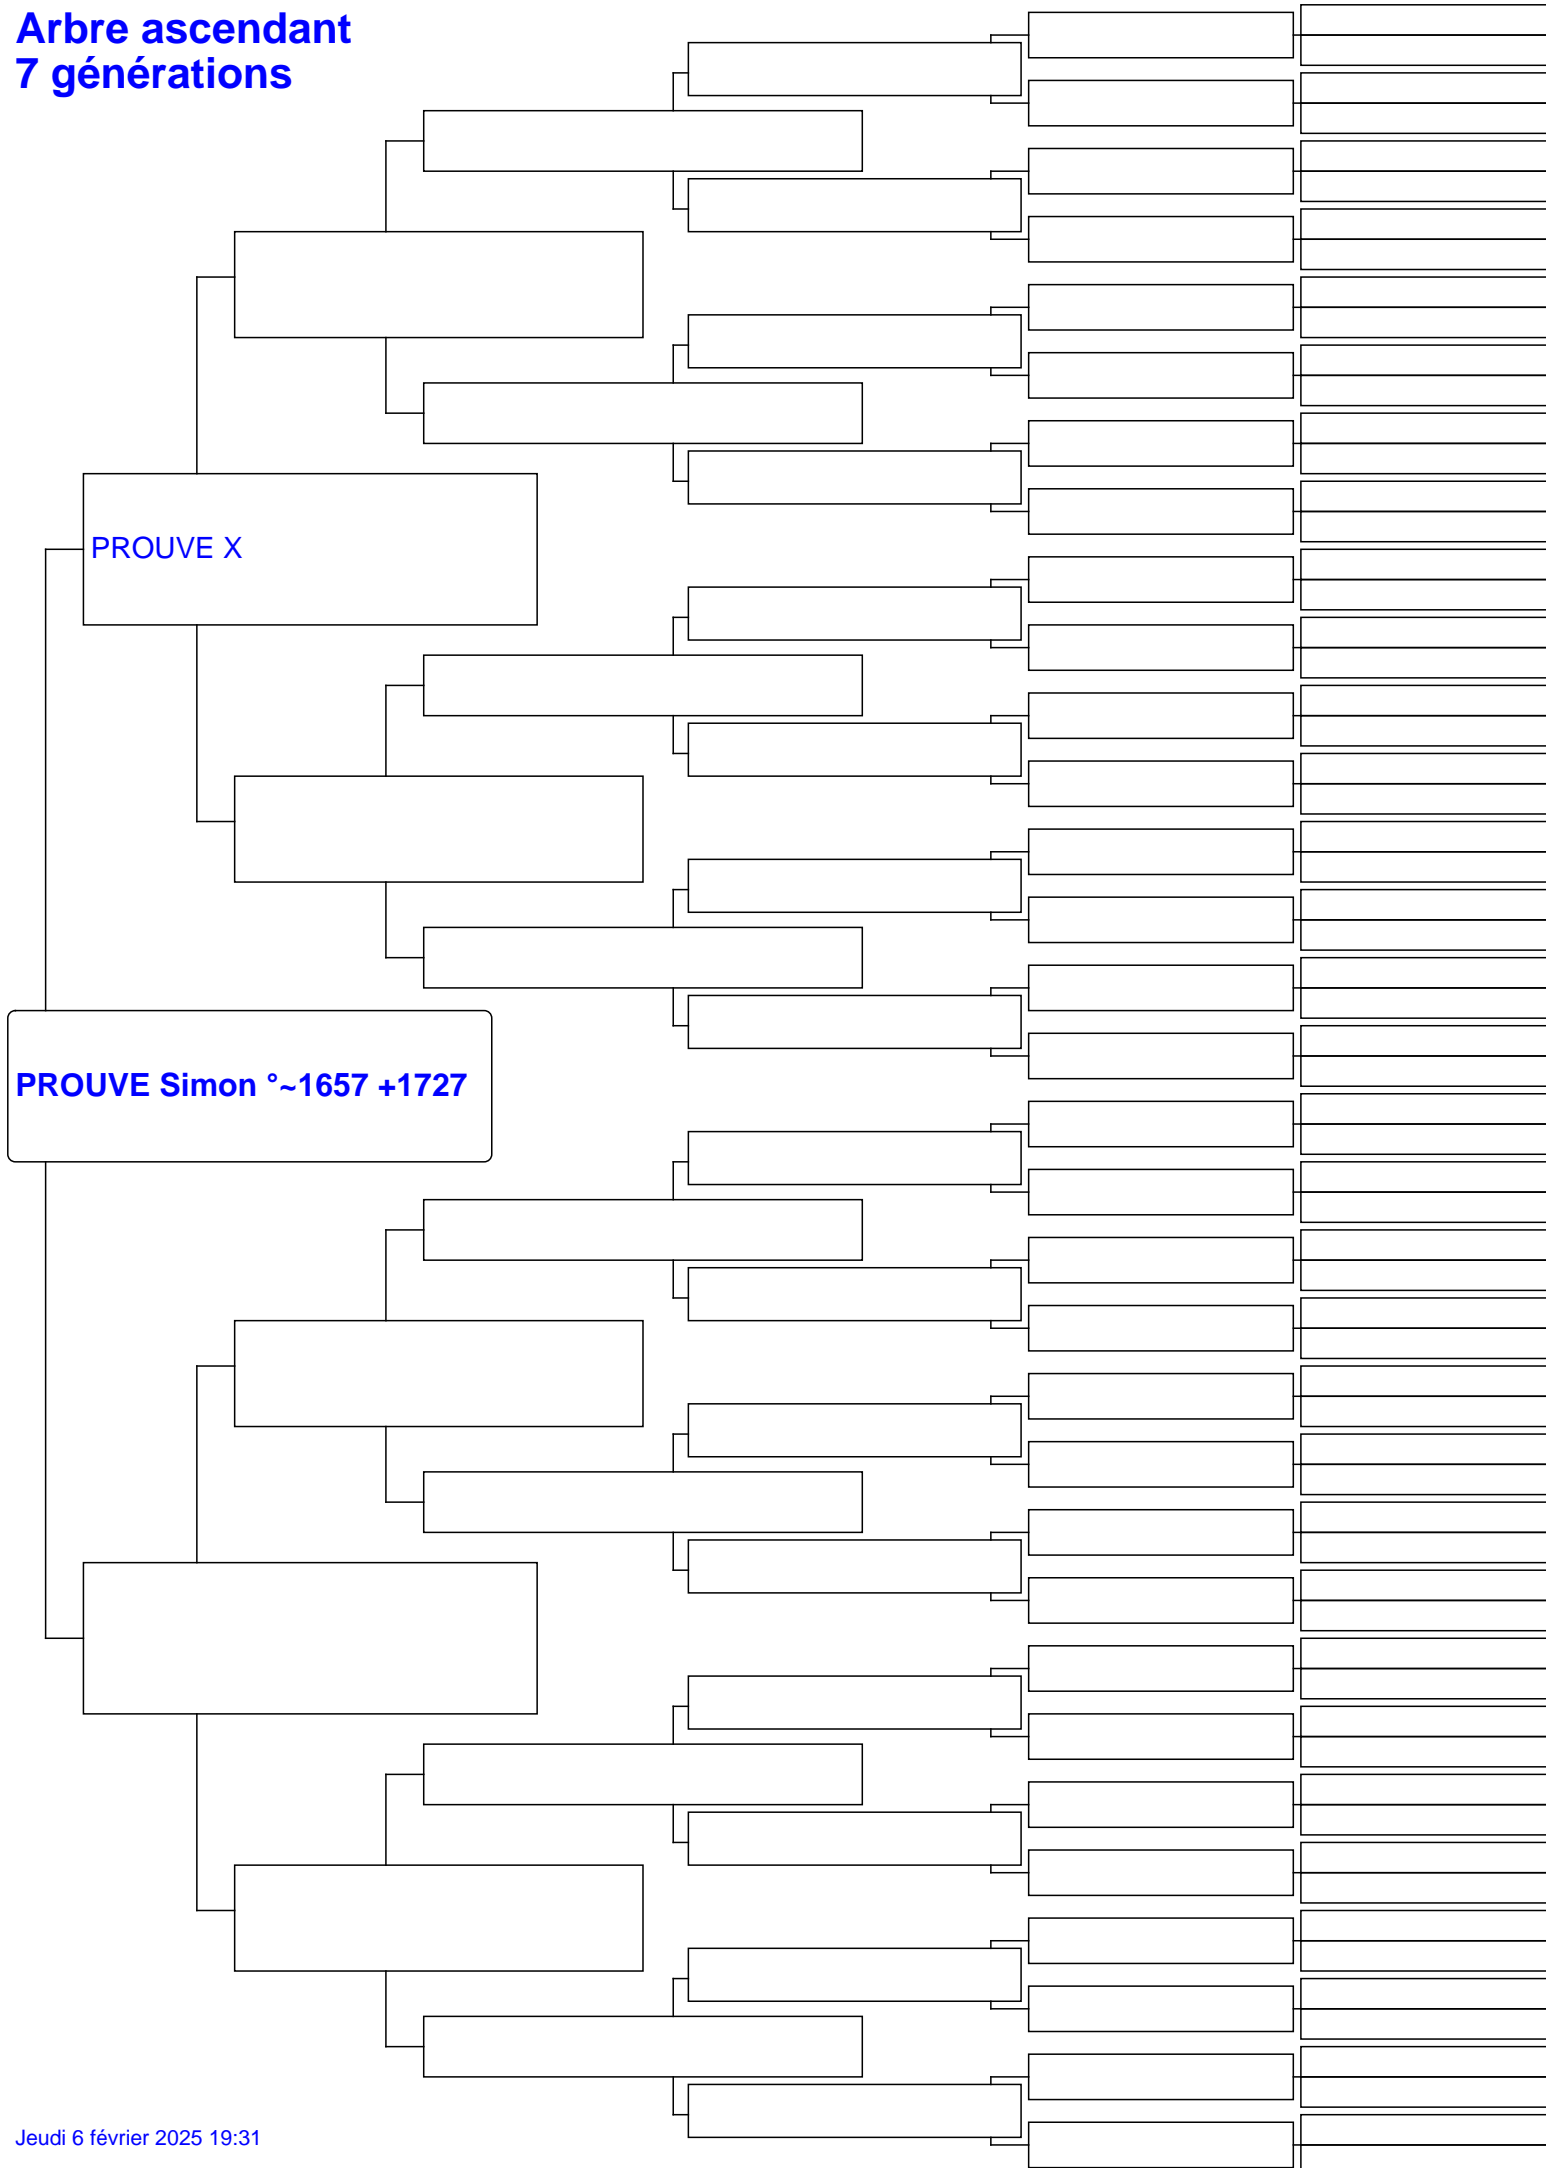 Arbre ascendant
7 générations
PROUVE X
PROUVE Simon °~1657 +1727
Jeudi 6 février 2025 19:31